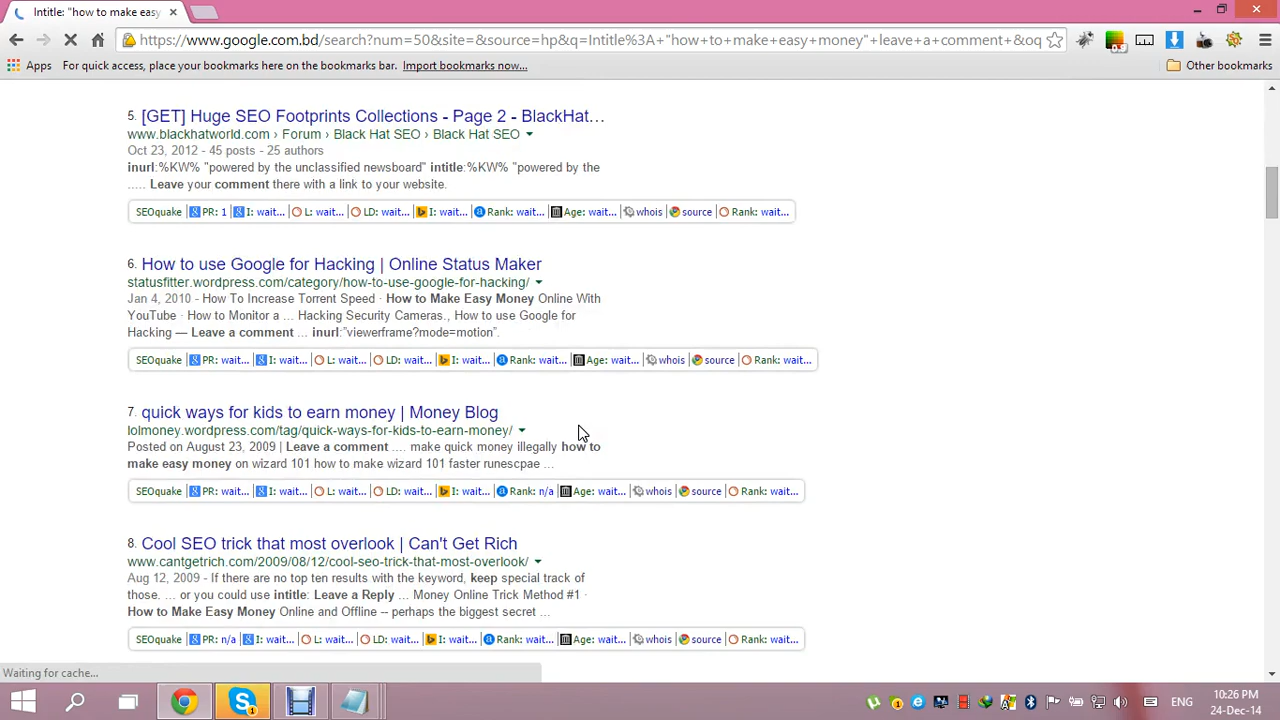 Intitle: "how to make easy
https://www.google.com.bd/search?num=50&site=&source=hp&q=Intitle%3A+"how+to+make+easy+money"+leave+a+comment+&oq
Apps For quick access, place your bookmarks here on the bookmarks bar. Import bookmarks now... Other bookmarks
5. [GET] Huge SEO Footprints Collections - Page 2 - BlackHat...
www.blackhatworld.com › Forum › Black Hat SEO › Black Hat SEO
Oct 23, 2012 - 45 posts - 25 authors
inurl:%KW% "powered by the unclassified newsboard" intitle:%KW% "powered by the
..... Leave your comment there with a link to your website.
SEOquake PR: 1 I: wait... L: wait... LD: wait... I: wait... Rank: wait... Age: wait... whois source Rank: wait...
6. How to use Google for Hacking | Online Status Maker
statusfitter.wordpress.com/category/how-to-use-google-for-hacking/
Jan 4, 2010 - How To Increase Torrent Speed · How to Make Easy Money Online With
YouTube · How to Monitor a ... Hacking Security Cameras., How to use Google for
Hacking — Leave a comment ... inurl:"viewerframe?mode=motion".
SEOquake PR: wait... I: wait... L: wait... LD: wait... I: wait... Rank: wait... Age: wait... whois source Rank: wait...
7. quick ways for kids to earn money | Money Blog
lolmoney.wordpress.com/tag/quick-ways-for-kids-to-earn-money/
Posted on August 23, 2009 | Leave a comment .... make quick money illegally how to
make easy money on wizard 101 how to make wizard 101 faster runescpae ...
SEOquake PR: wait... I: wait... L: wait... LD: wait... I: wait... Rank: n/a Age: wait... whois source Rank: wait...
8. Cool SEO trick that most overlook | Can't Get Rich
www.cantgetrich.com/2009/08/12/cool-seo-trick-that-most-overlook/
Aug 12, 2009 - If there are no top ten results with the keyword, keep special track of
those. ... or you could use intitle: Leave a Reply ... Money Online Trick Method #1 ·
How to Make Easy Money Online and Offline -- perhaps the biggest secret ...
SEOquake PR: n/a I: wait... L: wait... LD: wait... I: wait... Rank: wait... Age: wait... whois source Rank: wait...
Waiting for cache...
ENG
10:26 PM
24-Dec-14